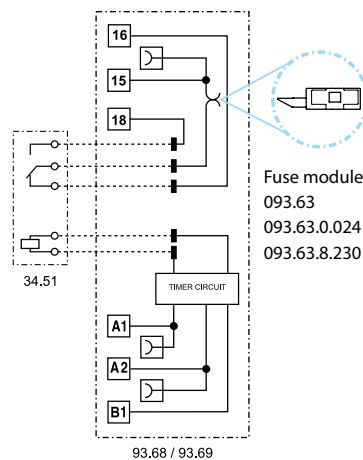 16
15
18
Fuse module
093.63
093.63.0.024
093.63.8.230
34.51
TIMER CIRCUIT
A1
A2
B1
93.68 / 93.69